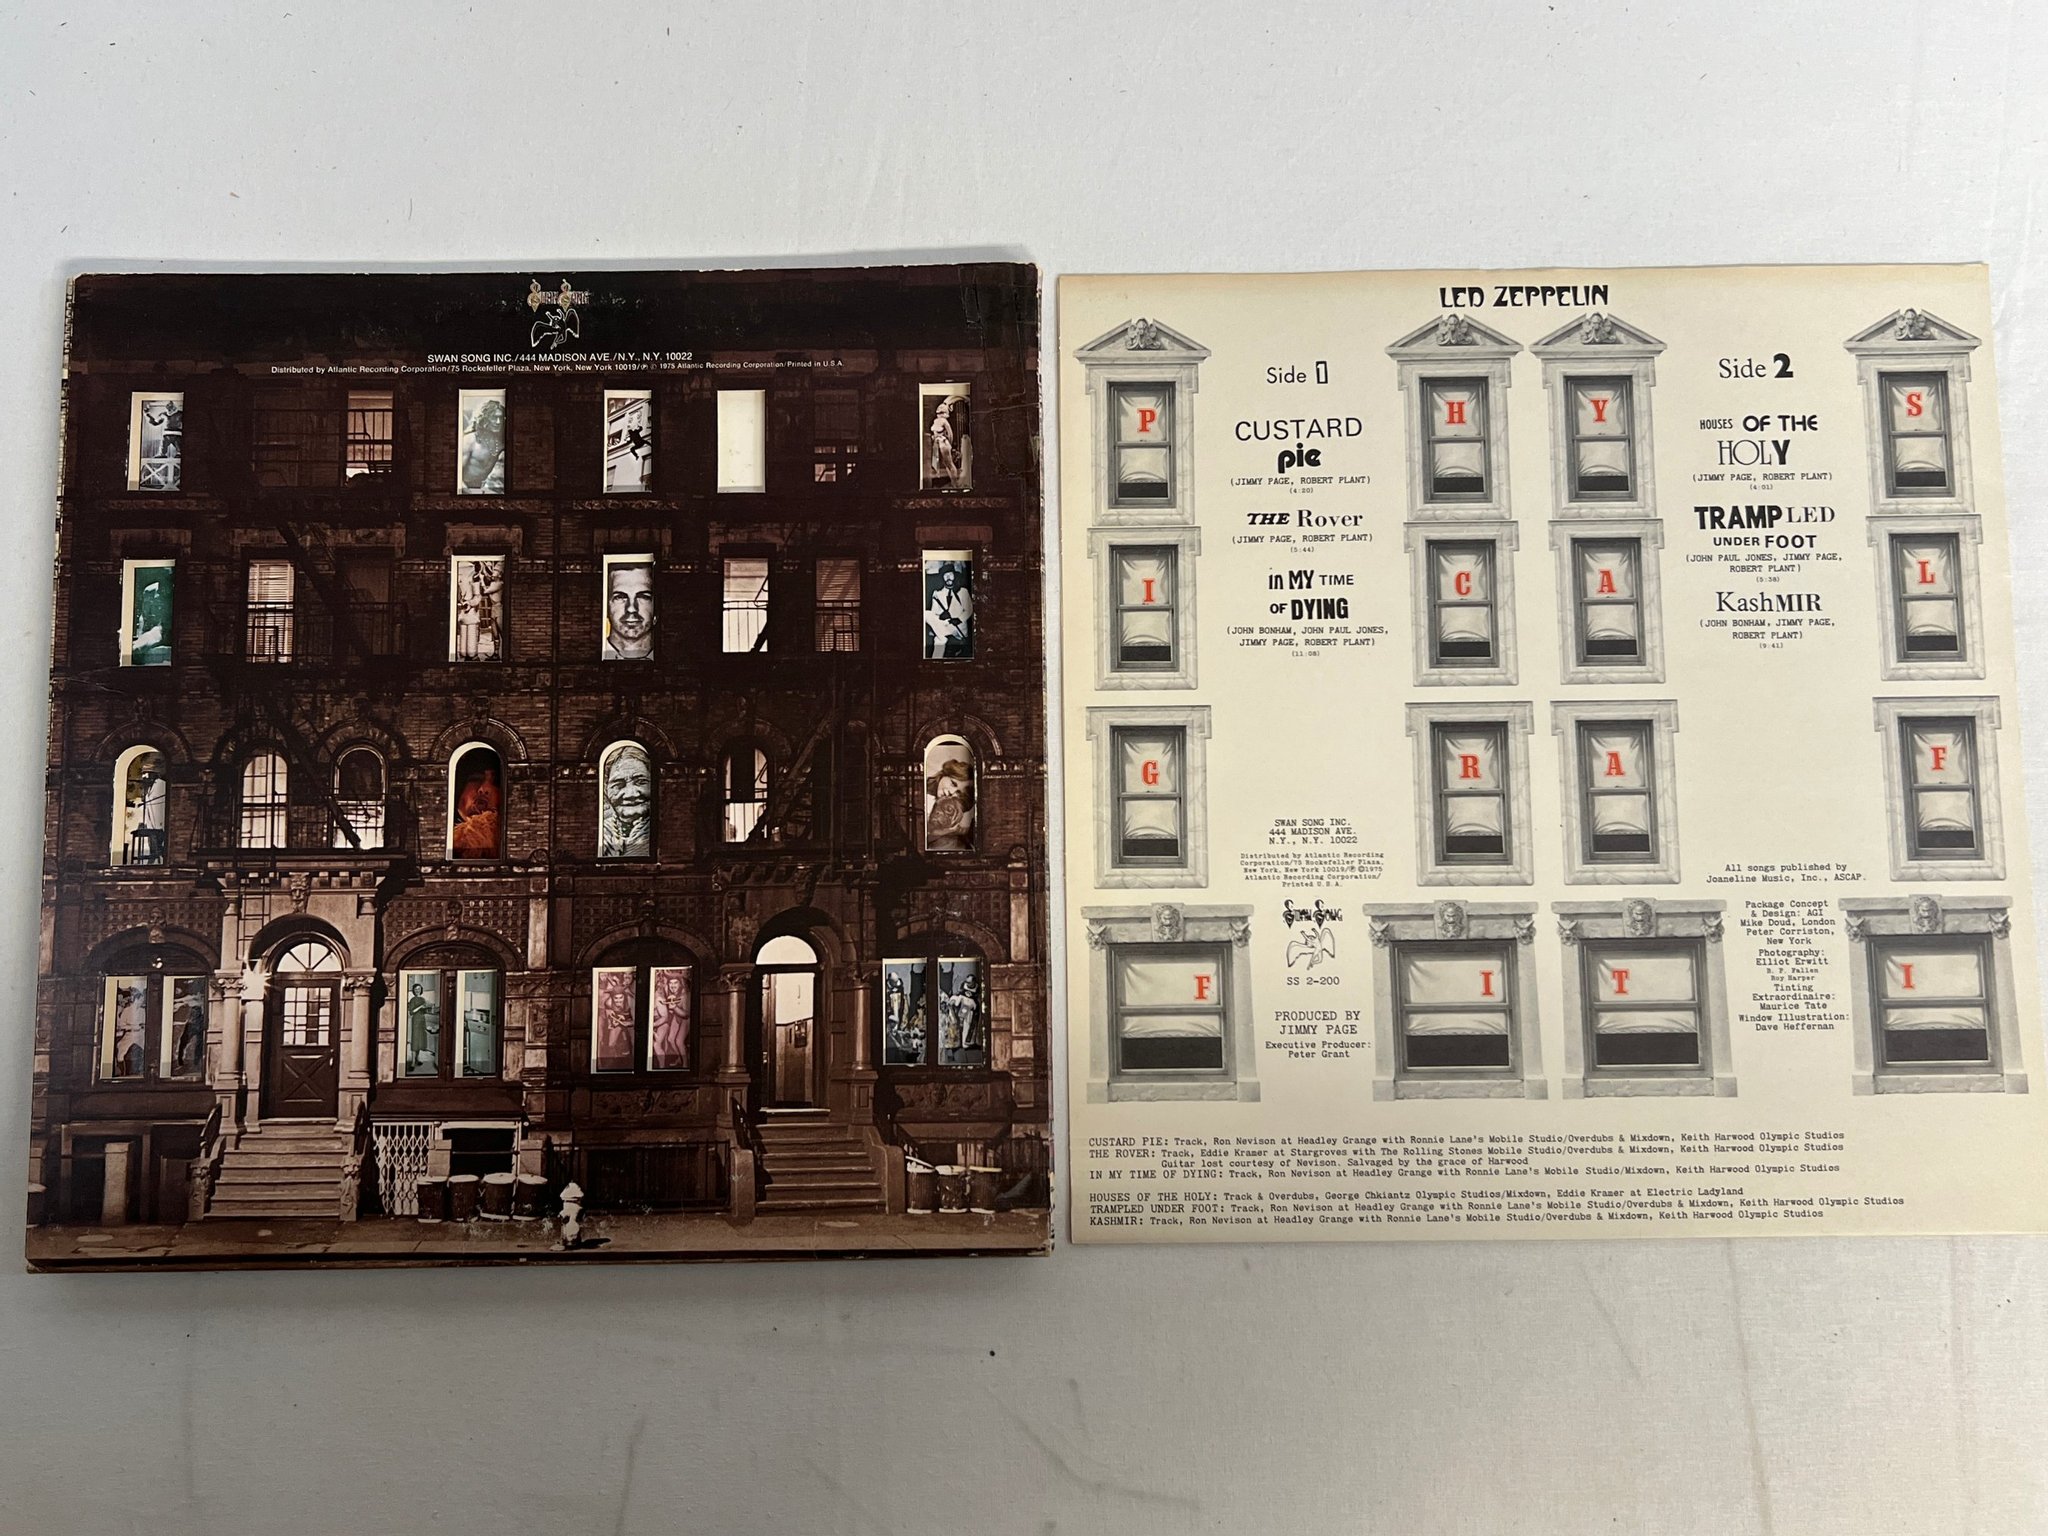 Swan Song
SWAN SONG INC./444 MADISON AVE./N.Y., N.Y. 10022
Distributed by Atlantic Recording Corporation/75 Rockefeller Plaza, New York, New York 10019/℗ © 1975 Atlantic Recording Corporation/Printed in U.S.A.
LED ZEPPELIN
P H Y S
I C A L
G R A F
F I T I
Side 1
CUSTARD
pie
(JIMMY PAGE, ROBERT PLANT)
(4:20)
THE Rover
(JIMMY PAGE, ROBERT PLANT)
(5:44)
in MY TIME
OF DYING
(JOHN BONHAM, JOHN PAUL JONES,
JIMMY PAGE, ROBERT PLANT)
(11:08)
Side 2
HOUSES OF THE
HOLY
(JIMMY PAGE, ROBERT PLANT)
(4:01)
TRAMPLED
UNDER FOOT
(JOHN PAUL JONES, JIMMY PAGE,
ROBERT PLANT)
(5:38)
KashMIR
(JOHN BONHAM, JIMMY PAGE,
ROBERT PLANT)
(9:41)
SWAN SONG INC.
444 MADISON AVE.
N.Y., N.Y. 10022
Distributed by Atlantic Recording
Corporation/75 Rockefeller Plaza,
New York, New York 10019/℗ ©1975
Atlantic Recording Corporation/
Printed U.S.A.
Swan Song
SS 2-200
PRODUCED BY
JIMMY PAGE
Executive Producer:
Peter Grant
All songs published by
Joaneline Music, Inc., ASCAP.
Package Concept
& Design: AGI
Mike Doud, London
Peter Corriston,
New York
Photography:
Elliot Erwitt
B. P. Fallen
Roy Harper
Tinting
Extraordinaire:
Maurice Tate
Window Illustration:
Dave Heffernan
CUSTARD PIE: Track, Ron Nevison at Headley Grange with Ronnie Lane's Mobile Studio/Overdubs & Mixdown, Keith Harwood Olympic Studios
THE ROVER: Track, Eddie Kramer at Stargroves with The Rolling Stones Mobile Studio/Overdubs & Mixdown, Keith Harwood Olympic Studios
Guitar lost courtesy of Nevison. Salvaged by the grace of Harwood
IN MY TIME OF DYING: Track, Ron Nevison at Headley Grange with Ronnie Lane's Mobile Studio/Mixdown, Keith Harwood Olympic Studios
HOUSES OF THE HOLY: Track & Overdubs, George Chkiantz Olympic Studios/Mixdown, Eddie Kramer at Electric Ladyland
TRAMPLED UNDER FOOT: Track, Ron Nevison at Headley Grange with Ronnie Lane's Mobile Studio/Overdubs & Mixdown, Keith Harwood Olympic Studios
KASHMIR: Track, Ron Nevison at Headley Grange with Ronnie Lane's Mobile Studio/Overdubs & Mixdown, Keith Harwood Olympic Studios